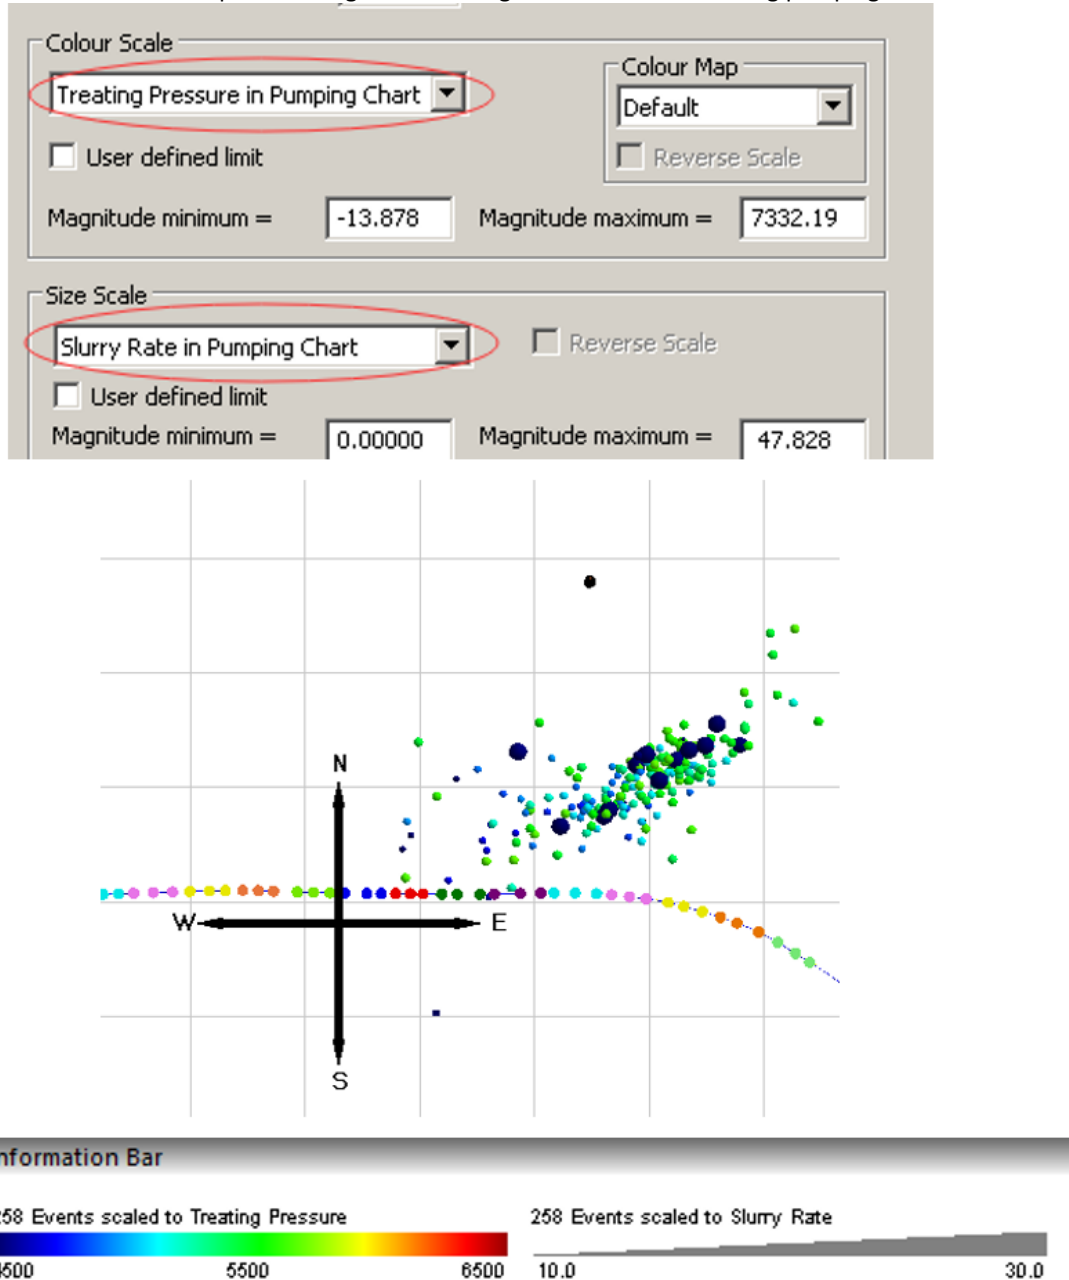 Colour Scale
Treating Pressure in Pumping Chart
Colour Map
Default
User defined limit
Reverse Scale
Magnitude minimum =
-13.878
Magnitude maximum =
7332.19
Size Scale
Slurry Rate in Pumping Chart
Reverse Scale
User defined limit
Magnitude minimum =
0.00000
Magnitude maximum =
47.828
N
W
E
S
nformation Bar
258 Events scaled to Treating Pressure
258 Events scaled to Slurry Rate
4500
5500
6500
10.0
30.0